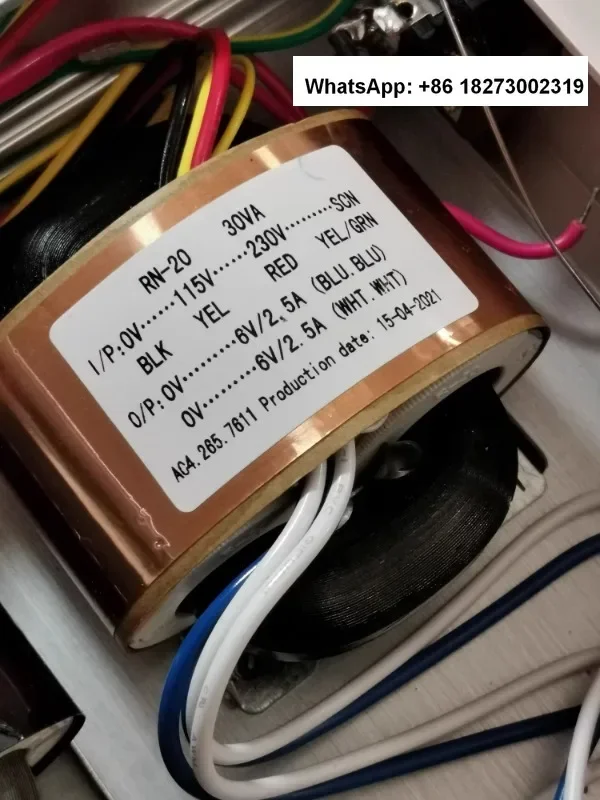 WhatsApp: +86 18273002319
RN-20 30VA
I/P:0V······115V······230V·········SCN
BLK YEL RED YEL/GRN
O/P:0V·········6V/2.5A (BLU.BLU)
0V·········6V/2.5A (WHT.WHT)
AC4.265.7611 Production date: 15-04-2021